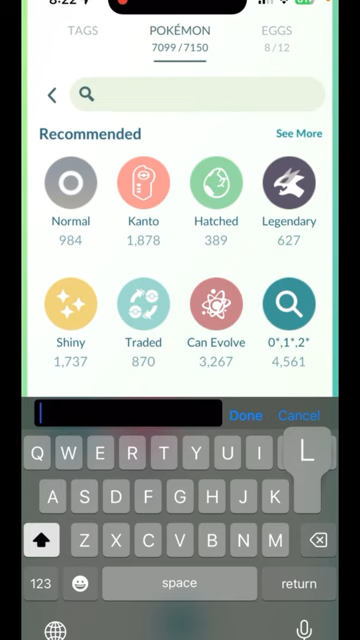 8:22
TAGS
POKÉMON
EGGS
7099/7150
8/12
Recommended
See More
Normal
Kanto
Hatched
Legendary
984
1,878
389
627
Shiny
Traded
Can Evolve
0*,1*,2*
1,737
870
3,267
4,561
Done
Cancel
Q W E R T Y U I L
A S D F G H J K
Z X C V B N M
123
space
return